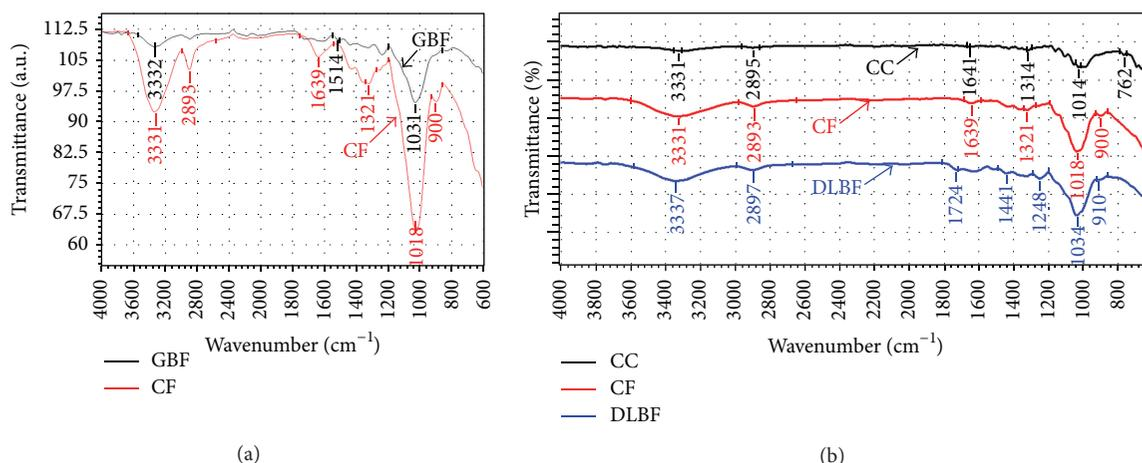 112.5
105
97.5
90
82.5
75
67.5
60
Transmittance (a.u.)
3332
3331
2893
1639
1514
1321
1031
1018
900
GBF
CF
4000 3600 3200 2800 2400 2000 1800 1600 1400 1200 1000 800 600
Wavenumber (cm−1)
GBF
CF
(a)
Transmittance (%)
3331
2895
CC
1641
1314
1014
762
3331
2893
CF
1639
1321
1018
900
3337
2897
DLBF
1724
1441
1248
1034
910
4000 3800 3600 3400 3200 3000 2800 2600 2400 2200 2000 1800 1600 1400 1200 1000 800
Wavenumber (cm−1)
CC
CF
DLBF
(b)